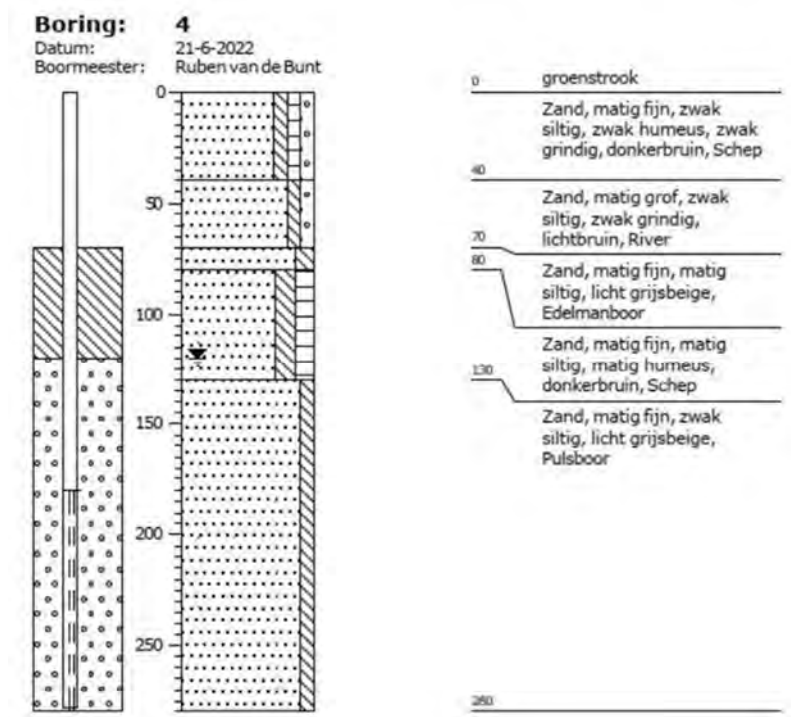 Boring: 4
Datum: 21-6-2022
Boormeester: Ruben van de Bunt
0
50
100
150
200
250
0 groenstrook
Zand, matig fijn, zwak
siltig, zwak humeus, zwak
grindig, donkerbruin, Schep
40
Zand, matig grof, zwak
siltig, zwak grindig,
lichtbruin, River
70
80
Zand, matig fijn, matig
siltig, licht grijsbeige,
Edelmanboor
Zand, matig fijn, matig
siltig, matig humeus,
donkerbruin, Schep
130
Zand, matig fijn, zwak
siltig, licht grijsbeige,
Pulsboor
280